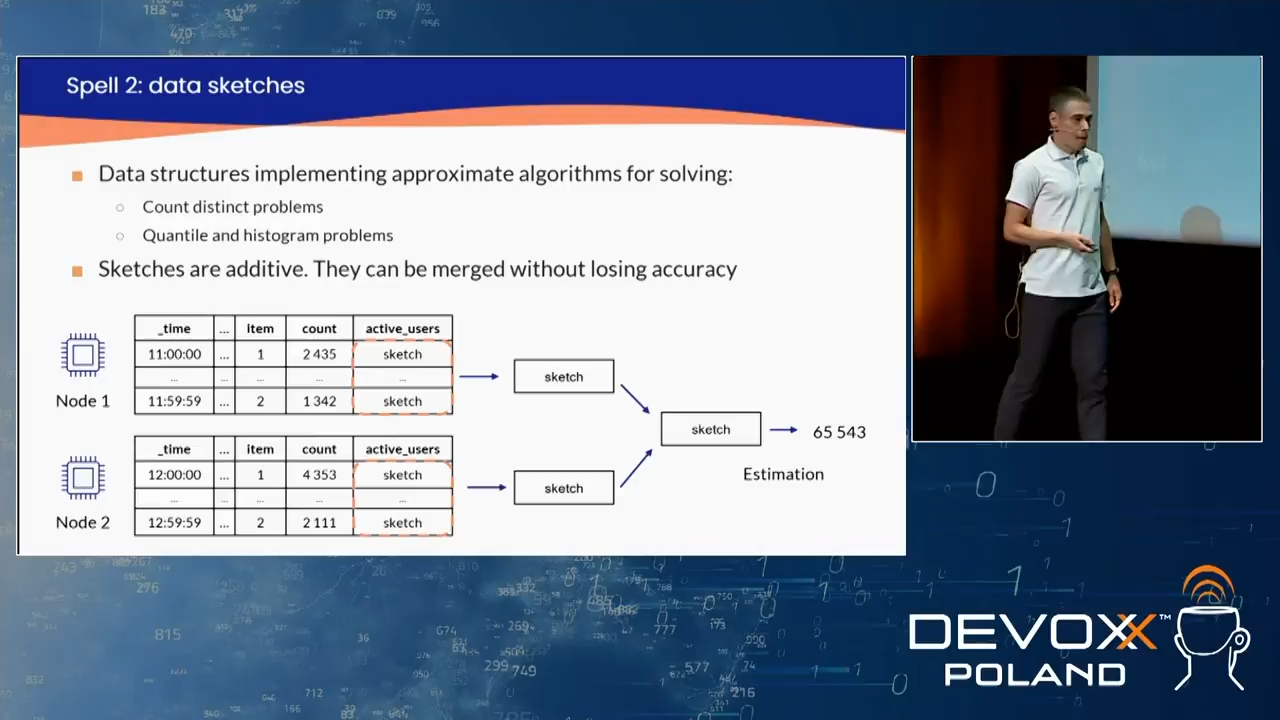 Spell 2: data sketches
Data structures implementing approximate algorithms for solving:
Count distinct problems
Quantile and histogram problems
Sketches are additive. They can be merged without losing accuracy
_time ... item count active_users
11:00:00 ... 1 2 435 sketch
... ... ... ... ...
11:59:59 ... 2 1 342 sketch
Node 1
_time ... item count active_users
12:00:00 ... 1 4 353 sketch
... ... ... ... ...
12:59:59 ... 2 2 111 sketch
Node 2
sketch
sketch
sketch
65 543
Estimation
DEVOXX™
POLAND